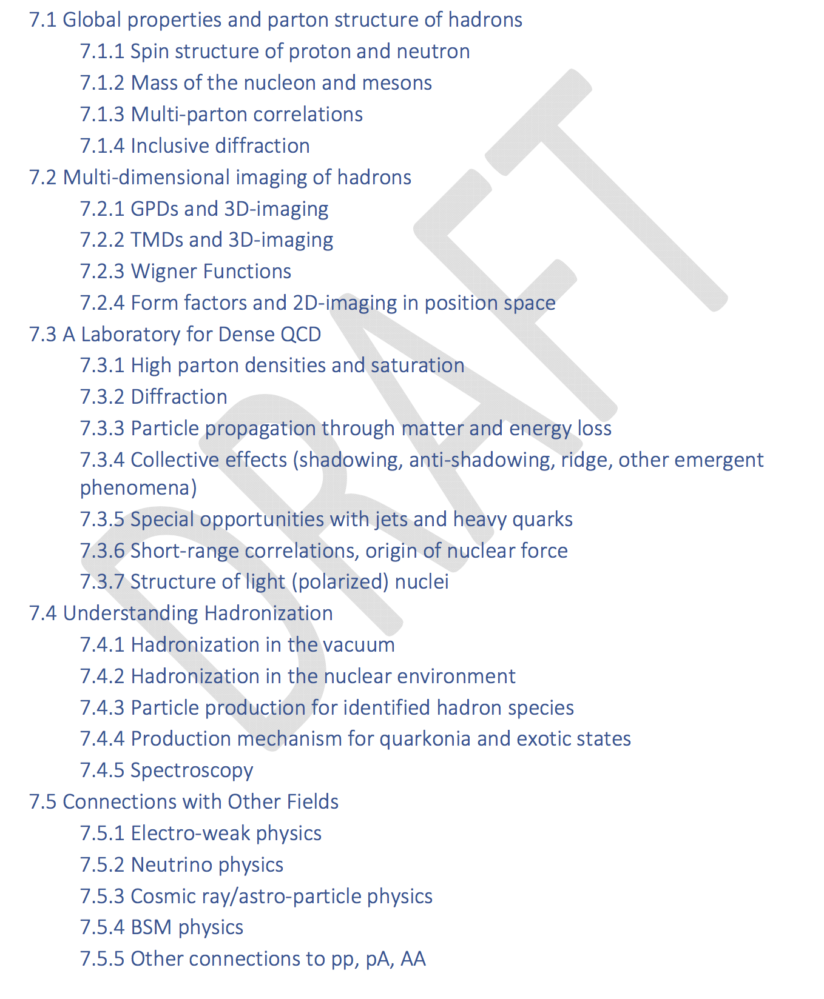 7.1 Global properties and parton structure of hadrons
7.1.1 Spin structure of proton and neutron
7.1.2 Mass of the nucleon and mesons
7.1.3 Multi-parton correlations
7.1.4 Inclusive diffraction
7.2 Multi-dimensional imaging of hadrons
7.2.1 GPDs and 3D-imaging
7.2.2 TMDs and 3D-imaging
7.2.3 Wigner Functions
7.2.4 Form factors and 2D-imaging in position space
7.3 A Laboratory for Dense QCD
7.3.1 High parton densities and saturation
7.3.2 Diffraction
7.3.3 Particle propagation through matter and energy loss
7.3.4 Collective effects (shadowing, anti-shadowing, ridge, other emergent
phenomena)
7.3.5 Special opportunities with jets and heavy quarks
7.3.6 Short-range correlations, origin of nuclear force
7.3.7 Structure of light (polarized) nuclei
7.4 Understanding Hadronization
7.4.1 Hadronization in the vacuum
7.4.2 Hadronization in the nuclear environment
7.4.3 Particle production for identified hadron species
7.4.4 Production mechanism for quarkonia and exotic states
7.4.5 Spectroscopy
7.5 Connections with Other Fields
7.5.1 Electro-weak physics
7.5.2 Neutrino physics
7.5.3 Cosmic ray/astro-particle physics
7.5.4 BSM physics
7.5.5 Other connections to pp, pA, AA
DRAFT